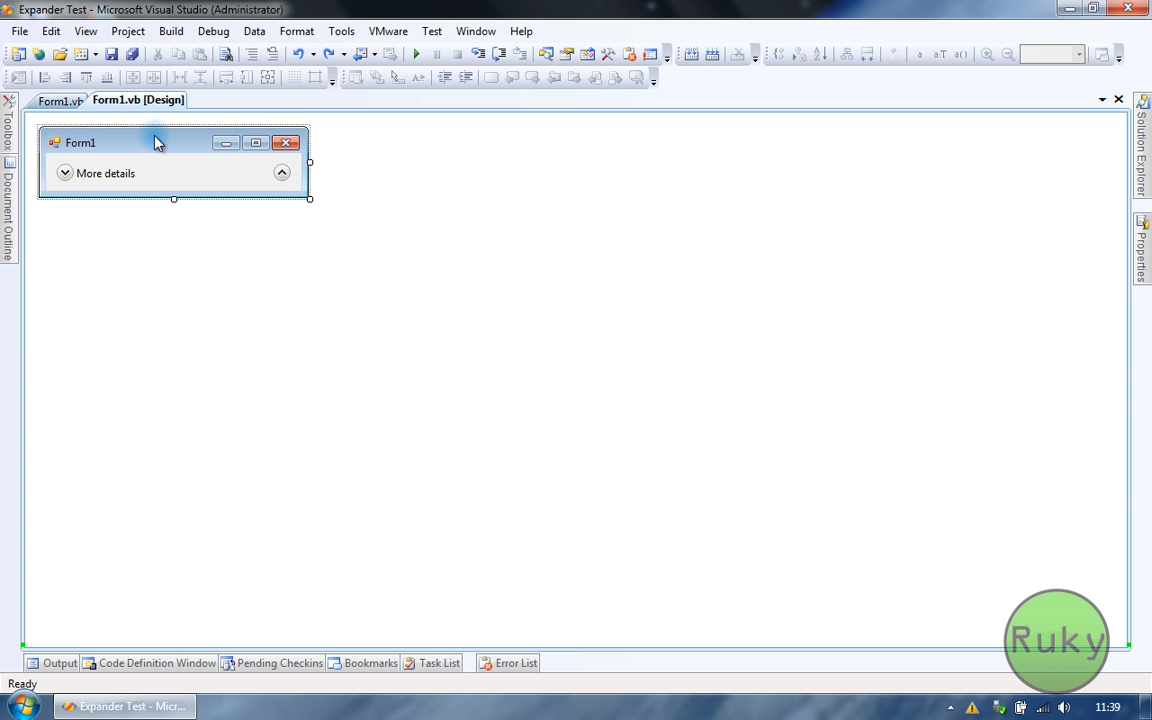 Expander Test - Microsoft Visual Studio (Administrator)
File Edit View Project Build Debug Data Format Tools VMware Test Window Help
Form1.vb Form1.vb [Design]
Toolbox
Document Outline
Form1
More details
Solution Explorer
Properties
Output Code Definition Window Pending Checkins Bookmarks Task List Error List
Ready
Ruky
Expander Test - Micr...
11:39